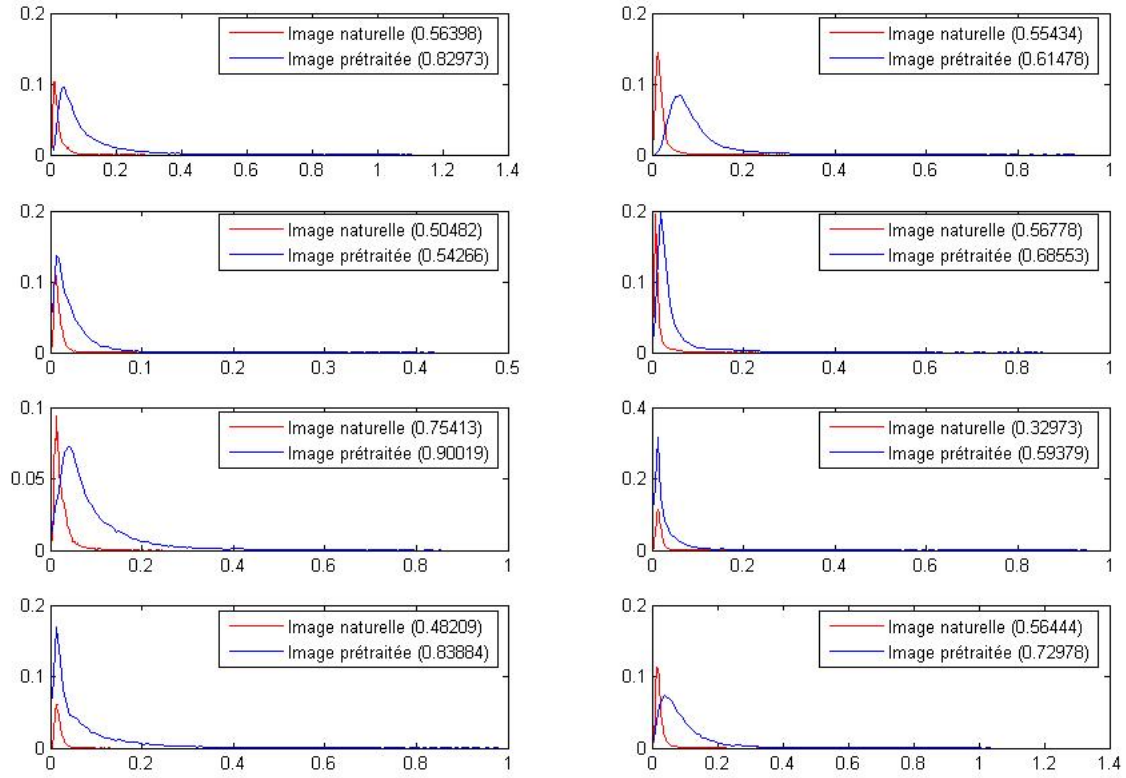 0.2
0.1
0
0 0.2 0.4 0.6 0.8 1 1.2 1.4
Image naturelle (0.56398)
Image prétraitée (0.82973)
0.2
0.1
0
0 0.2 0.4 0.6 0.8 1
Image naturelle (0.55434)
Image prétraitée (0.61478)
0.2
0.1
0
0 0.1 0.2 0.3 0.4 0.5
Image naturelle (0.50482)
Image prétraitée (0.54266)
0.2
0.1
0
0 0.2 0.4 0.6 0.8 1
Image naturelle (0.56778)
Image prétraitée (0.68553)
0.1
0.05
0
0 0.2 0.4 0.6 0.8 1
Image naturelle (0.75413)
Image prétraitée (0.90019)
0.4
0.2
0
0 0.2 0.4 0.6 0.8 1
Image naturelle (0.32973)
Image prétraitée (0.59379)
0.2
0.1
0
0 0.2 0.4 0.6 0.8 1
Image naturelle (0.48209)
Image prétraitée (0.83884)
0.2
0.1
0
0 0.2 0.4 0.6 0.8 1 1.2 1.4
Image naturelle (0.56444)
Image prétraitée (0.72978)